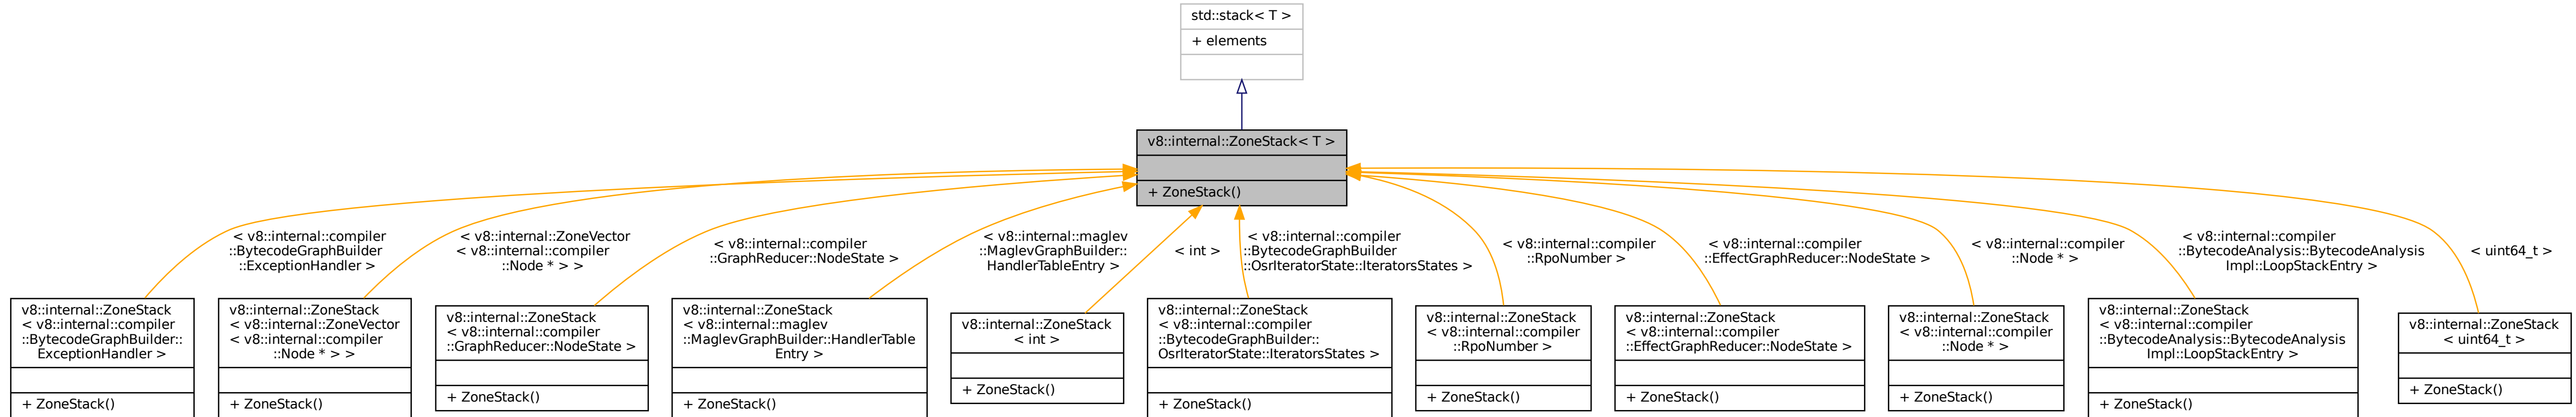 std::stack< T >
+ elements
v8::internal::ZoneStack< T >
+ ZoneStack()
< v8::internal::compiler
::BytecodeGraphBuilder
::ExceptionHandler >
< v8::internal::ZoneVector
< v8::internal::compiler
::Node * > >
< v8::internal::compiler
::GraphReducer::NodeState >
< v8::internal::maglev
::MaglevGraphBuilder::
HandlerTableEntry >
< int >
< v8::internal::compiler
::BytecodeGraphBuilder
::OsrIteratorState::IteratorsStates >
< v8::internal::compiler
::RpoNumber >
< v8::internal::compiler
::EffectGraphReducer::NodeState >
< v8::internal::compiler
::Node * >
< v8::internal::compiler
::BytecodeAnalysis::BytecodeAnalysis
Impl::LoopStackEntry >
< uint64_t >
v8::internal::ZoneStack
< v8::internal::compiler
::BytecodeGraphBuilder::
ExceptionHandler >
+ ZoneStack()
v8::internal::ZoneStack
< v8::internal::ZoneVector
< v8::internal::compiler
::Node * > >
+ ZoneStack()
v8::internal::ZoneStack
< v8::internal::compiler
::GraphReducer::NodeState >
+ ZoneStack()
v8::internal::ZoneStack
< v8::internal::maglev
::MaglevGraphBuilder::HandlerTable
Entry >
+ ZoneStack()
v8::internal::ZoneStack
< int >
+ ZoneStack()
v8::internal::ZoneStack
< v8::internal::compiler
::BytecodeGraphBuilder::
OsrIteratorState::IteratorsStates >
+ ZoneStack()
v8::internal::ZoneStack
< v8::internal::compiler
::RpoNumber >
+ ZoneStack()
v8::internal::ZoneStack
< v8::internal::compiler
::EffectGraphReducer::NodeState >
+ ZoneStack()
v8::internal::ZoneStack
< v8::internal::compiler
::Node * >
+ ZoneStack()
v8::internal::ZoneStack
< v8::internal::compiler
::BytecodeAnalysis::BytecodeAnalysis
Impl::LoopStackEntry >
+ ZoneStack()
v8::internal::ZoneStack
< uint64_t >
+ ZoneStack()